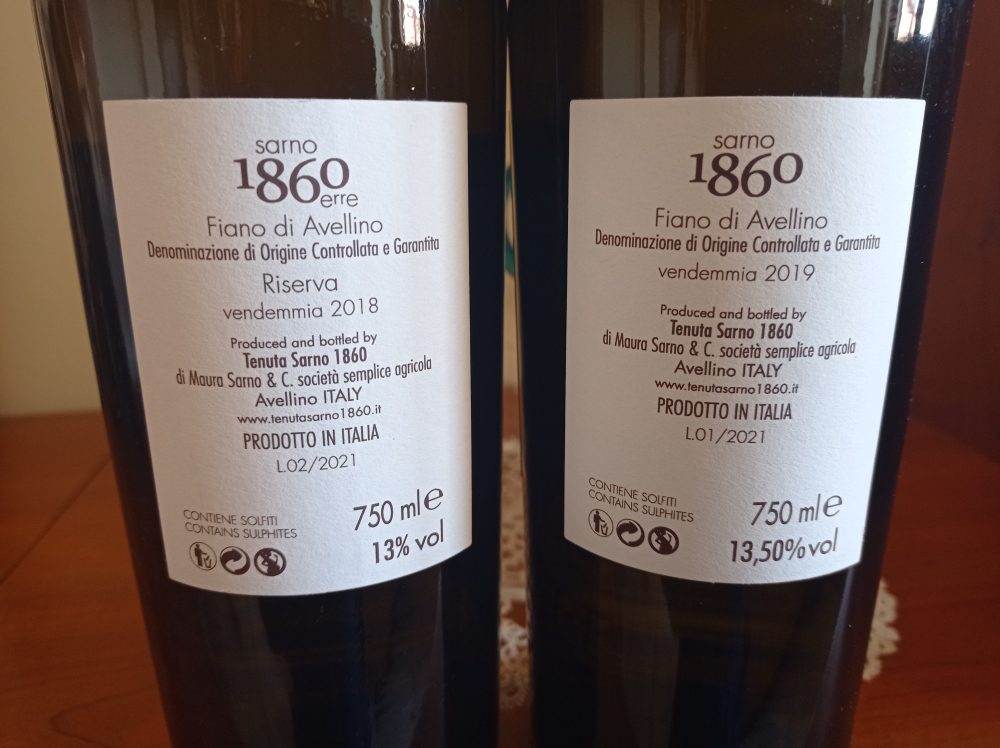 sarno
1860
erre
Fiano di Avellino
Denominazione di Origine Controllata e Garantita
Riserva
vendemmia 2018
Produced and bottled by
Tenuta Sarno 1860
di Maura Sarno & C. società semplice agricola
Avellino ITALY
www.tenutasarno1860.it
PRODOTTO IN ITALIA
L.02/2021
CONTIENE SOLFITI
CONTAINS SULPHITES
750 ml e
13% vol
sarno
1860
Fiano di Avellino
Denominazione di Origine Controllata e Garantita
vendemmia 2019
Produced and bottled by
Tenuta Sarno 1860
di Maura Sarno & C. società semplice agricola
Avellino ITALY
www.tenutasarno1860.it
PRODOTTO IN ITALIA
L.01/2021
CONTIENE SOLFITI
CONTAINS SULPHITES
750 ml e
13,50% vol